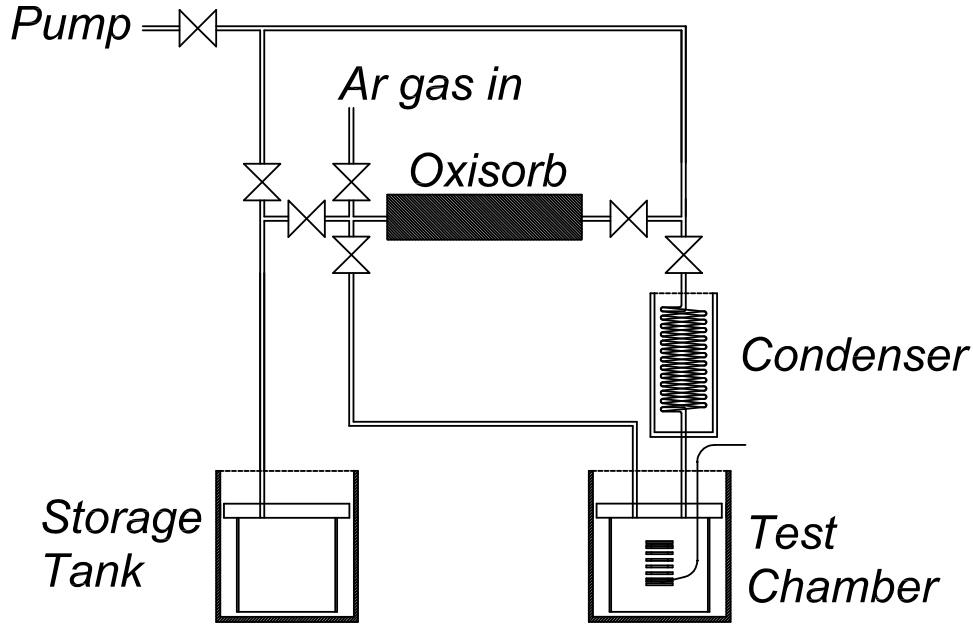 Pump
Ar gas in
Oxisorb
Condenser
Storage
Tank
Test
Chamber